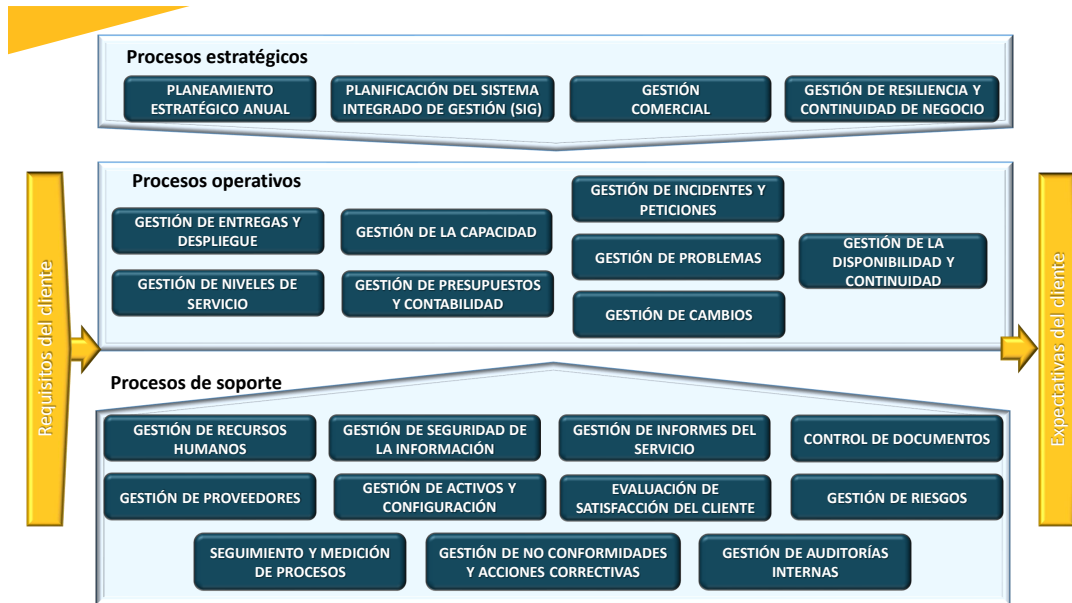 Procesos estratégicos
PLANEAMIENTO
ESTRATÉGICO ANUAL
PLANIFICACIÓN DEL SISTEMA
INTEGRADO DE GESTIÓN (SIG)
GESTIÓN
COMERCIAL
GESTIÓN DE RESILIENCIA Y
CONTINUIDAD DE NEGOCIO
Requisitos del cliente
Procesos operativos
GESTIÓN DE ENTREGAS Y
DESPLIEGUE
GESTIÓN DE NIVELES DE
SERVICIO
GESTIÓN DE LA CAPACIDAD
GESTIÓN DE PRESUPUESTOS
Y CONTABILIDAD
GESTIÓN DE INCIDENTES Y
PETICIONES
GESTIÓN DE PROBLEMAS
GESTIÓN DE CAMBIOS
GESTIÓN DE LA
DISPONIBILIDAD Y
CONTINUIDAD
Expectativas del cliente
Procesos de soporte
GESTIÓN DE RECURSOS
HUMANOS
GESTIÓN DE SEGURIDAD DE
LA INFORMACIÓN
GESTIÓN DE INFORMES DEL
SERVICIO
CONTROL DE DOCUMENTOS
GESTIÓN DE PROVEEDORES
GESTIÓN DE ACTIVOS Y
CONFIGURACIÓN
EVALUACIÓN DE
SATISFACCIÓN DEL CLIENTE
GESTIÓN DE RIESGOS
SEGUIMIENTO Y MEDICIÓN
DE PROCESOS
GESTIÓN DE NO CONFORMIDADES
Y ACCIONES CORRECTIVAS
GESTIÓN DE AUDITORÍAS
INTERNAS